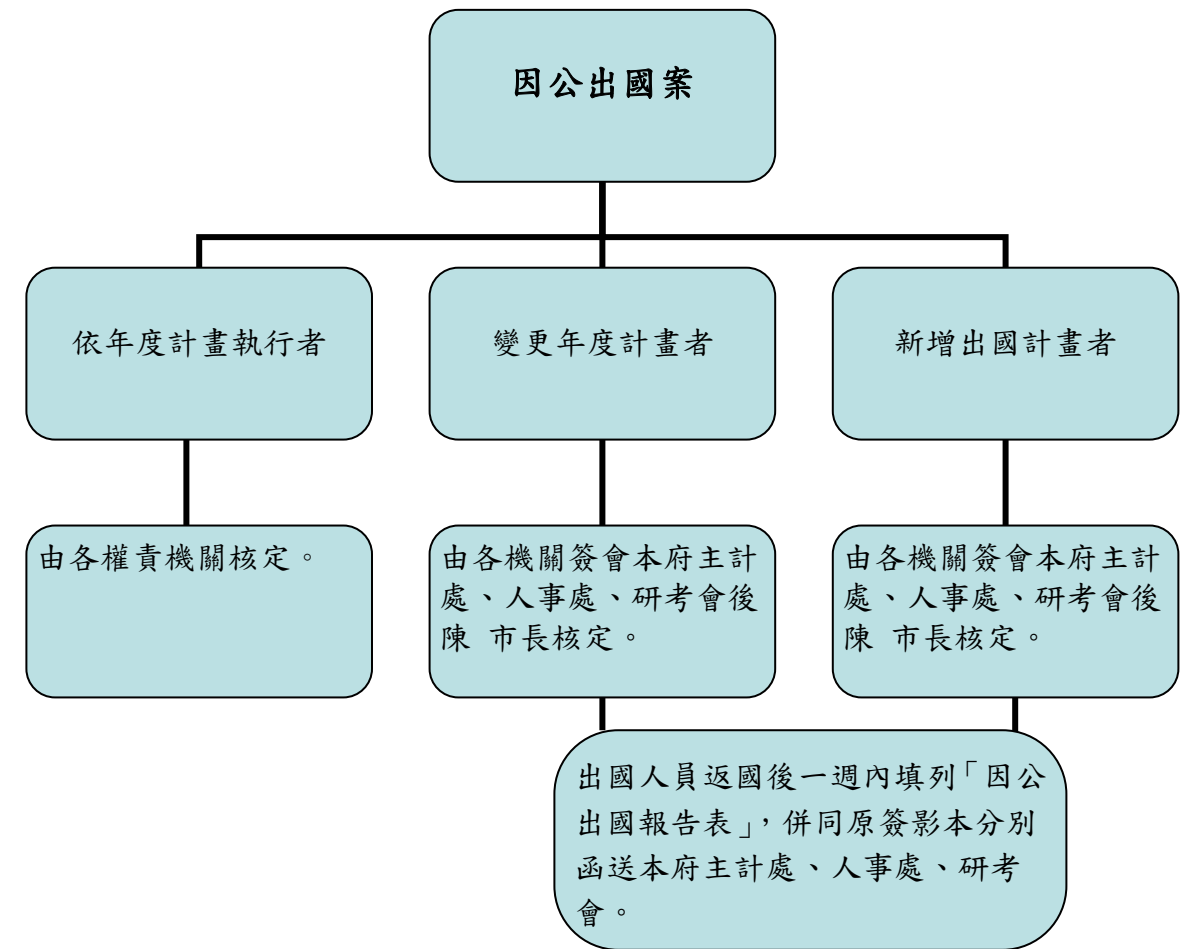 因公出國案
依年度計畫執行者
變更年度計畫者
新增出國計畫者
由各權責機關核定。
由各機關簽會本府主計
處、人事處、研考會後
陳 市長核定。
由各機關簽會本府主計
處、人事處、研考會後
陳 市長核定。
出國人員返國後一週內填列「因公
出國報告表」,併同原簽影本分別
函送本府主計處、人事處、研考
會。